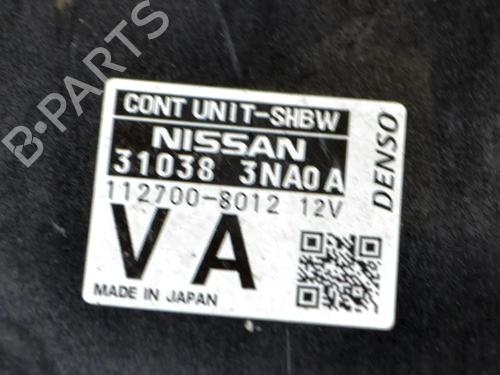 B-PARTS
CONT UNIT-SHBW
NISSAN
31038 3NA0A
112700-8012 12V
DENSO
VA
MADE IN JAPAN